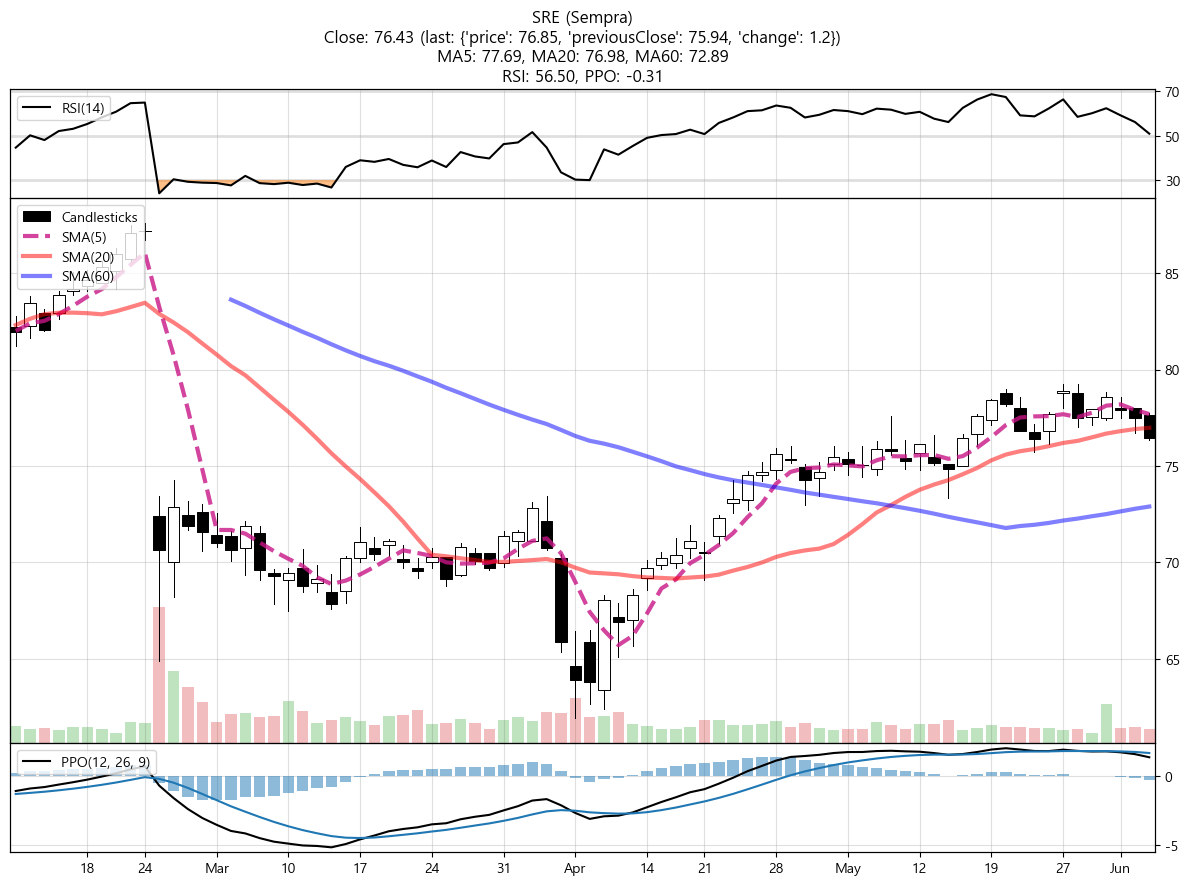 SRE (Sempra)
Close: 76.43 (last: {'price': 76.85, 'previousClose': 75.94, 'change': 1.2})
MA5: 77.69, MA20: 76.98, MA60: 72.89
RSI: 56.50, PPO: -0.31
RSI(14)
70
50
30
Candlesticks
SMA(5)
SMA(20)
SMA(60)
85
80
75
70
65
PPO(12, 26, 9)
0
-5
18 24 Mar 10 17 24 31 Apr 14 21 28 May 12 19 27 Jun